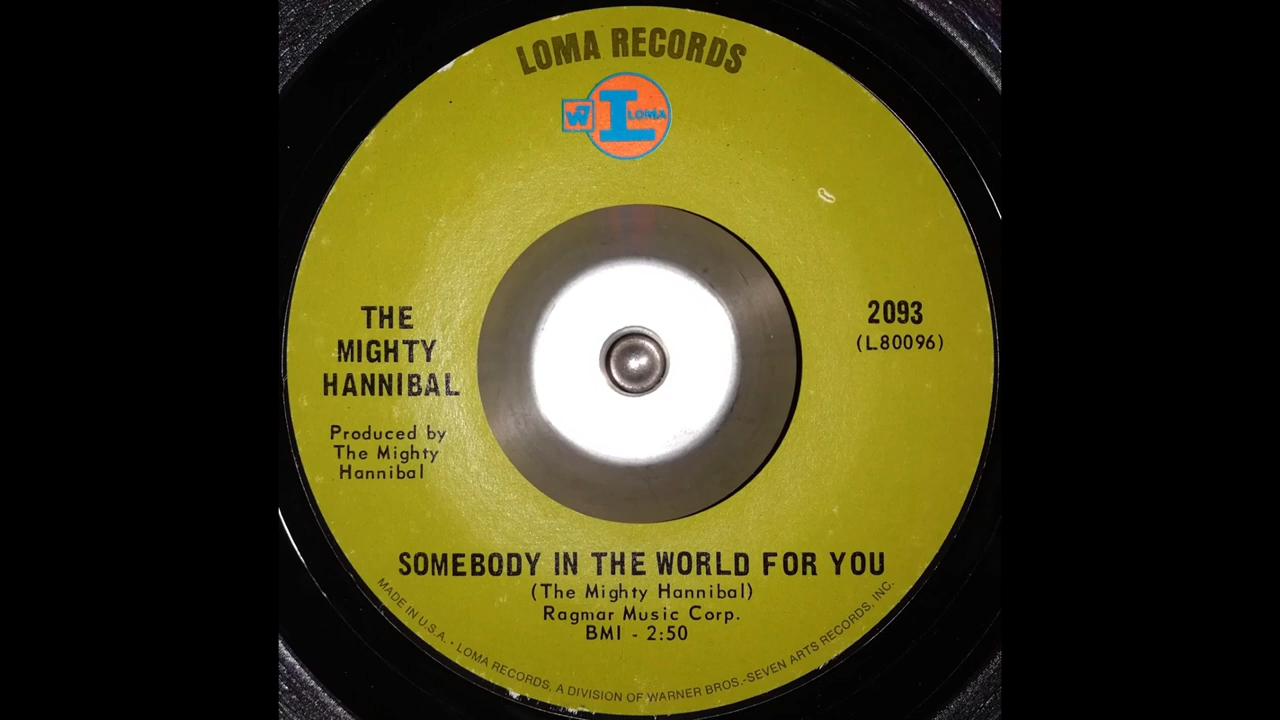 LOMA RECORDS
W7 L LOMA
THE
MIGHTY
HANNIBAL
Produced by
The Mighty
Hannibal
2093
(L80096)
SOMEBODY IN THE WORLD FOR YOU
(The Mighty Hannibal)
Ragmar Music Corp.
BMI - 2:50
MADE IN U.S.A. • LOMA RECORDS, A DIVISION OF WARNER BROS.-SEVEN ARTS RECORDS, INC.